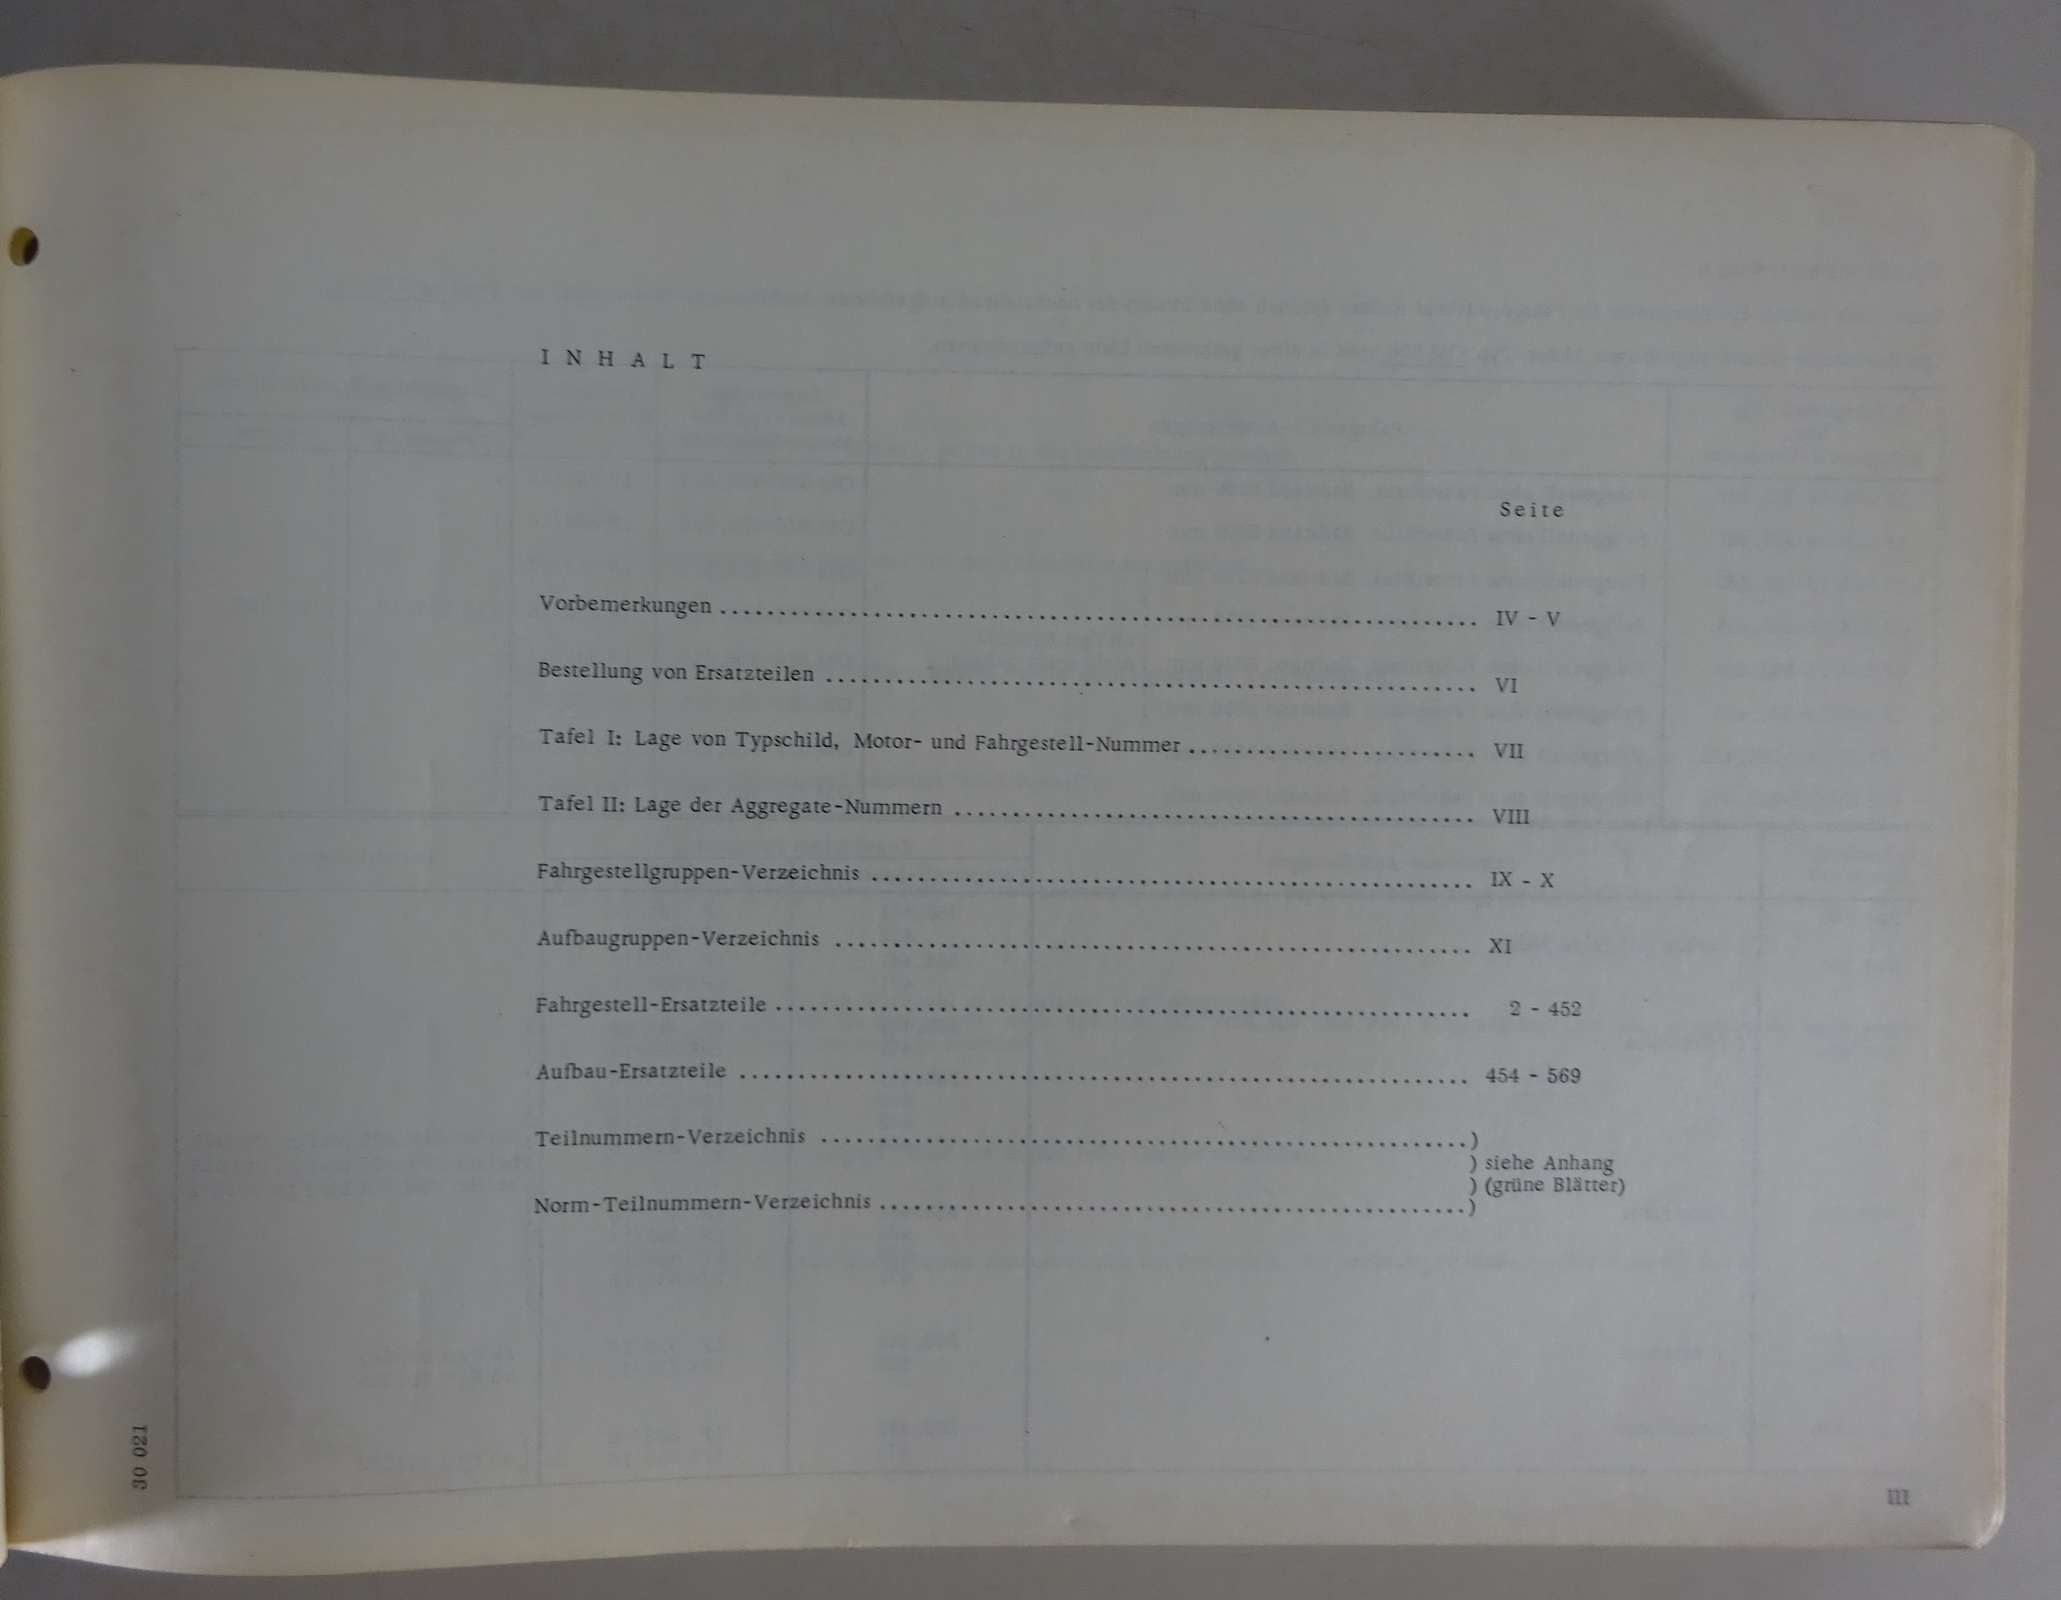 INHALT
Seite
Vorbemerkungen ........ IV - V
Bestellung von Ersatzteilen ........ VI
Tafel I: Lage von Typschild, Motor- und Fahrgestell-Nummer ........ VII
Tafel II: Lage der Aggregate-Nummern ........ VIII
Fahrgestellgruppen-Verzeichnis ........ IX - X
Aufbaugruppen-Verzeichnis ........ XI
Fahrgestell-Ersatzteile ........ 2 - 452
Aufbau-Ersatzteile ........ 454 - 569
Teilnummern-Verzeichnis ........ )
) siehe Anhang
) (grüne Blätter)
Norm-Teilnummern-Verzeichnis ........ )
30 021
III